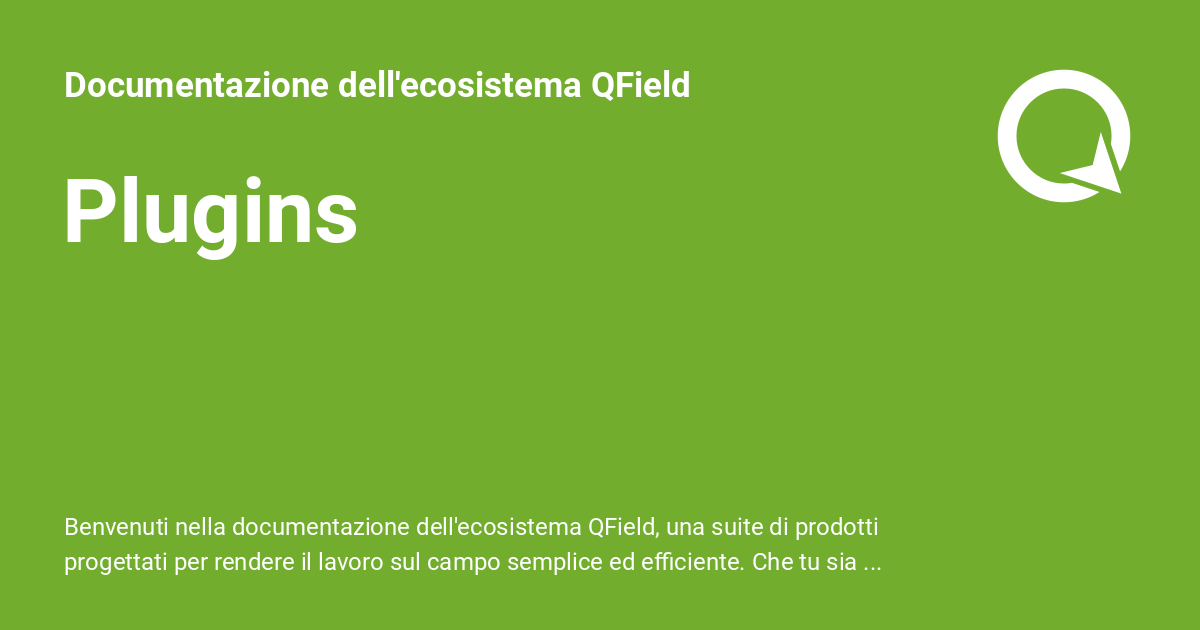 Documentazione dell'ecosistema QField
Plugins
Benvenuti nella documentazione dell'ecosistema QField, una suite di prodotti
progettati per rendere il lavoro sul campo semplice ed efficiente. Che tu sia ...